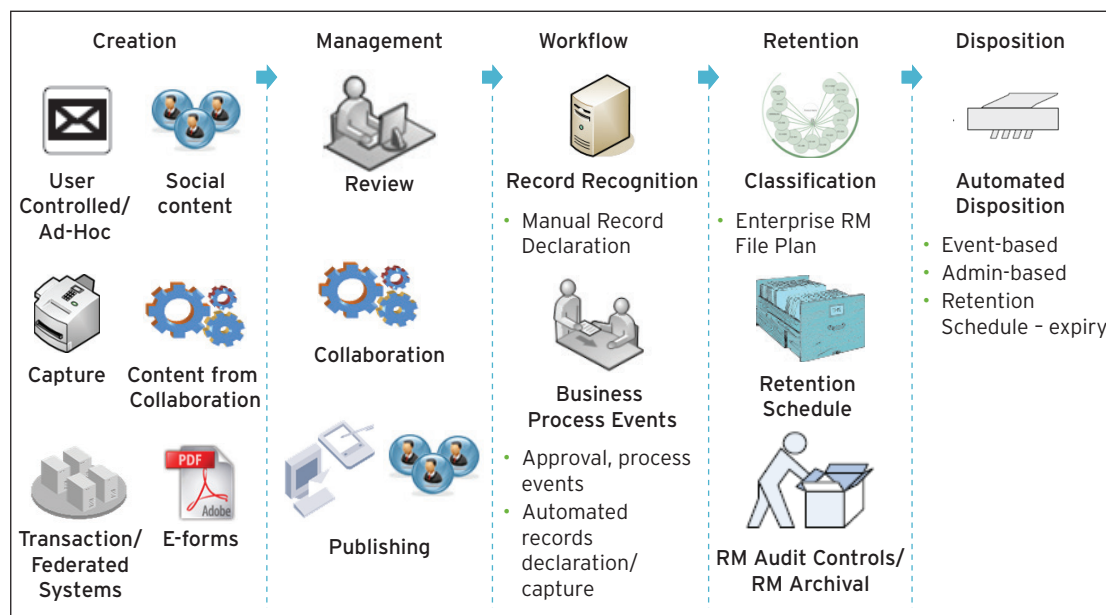 Creation
Management
Workflow
Retention
Disposition
User
Controlled/
Ad-Hoc
Social
content
Capture
Content from
Collaboration
Transaction/
Federated
Systems
PDF
Adobe
E-forms
Review
Collaboration
Publishing
Record Recognition
• Manual Record
Declaration
Business
Process Events
• Approval, process
events
• Automated
records
declaration/
capture
Classification
• Enterprise RM
File Plan
Retention
Schedule
RM Audit Controls/
RM Archival
Automated
Disposition
• Event-based
• Admin-based
• Retention
Schedule – expiry